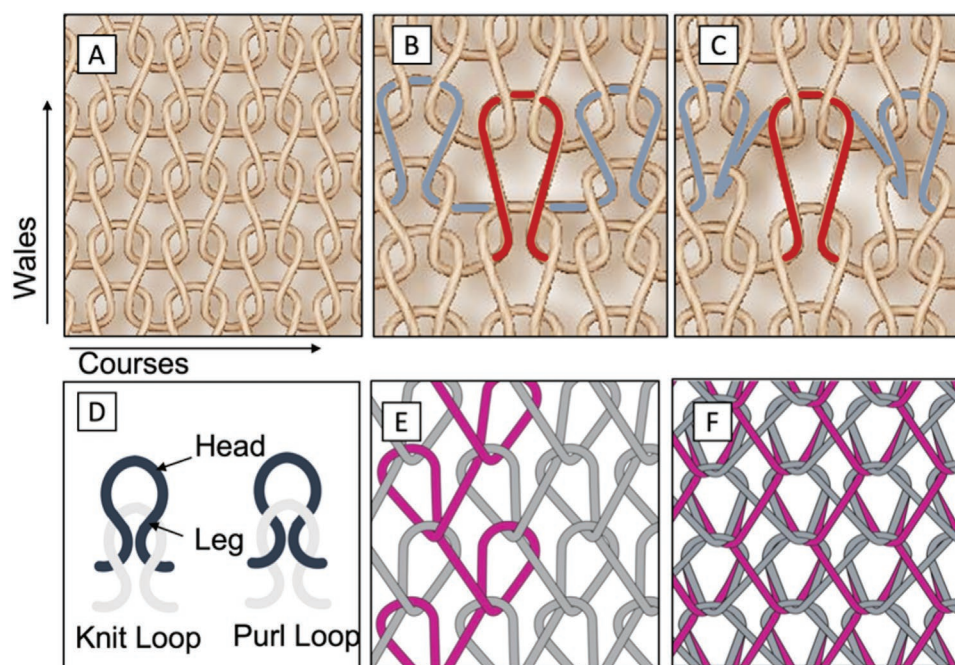 A
B
C
Wales
Courses
D
Head
Leg
Knit Loop
Purl Loop
E
F